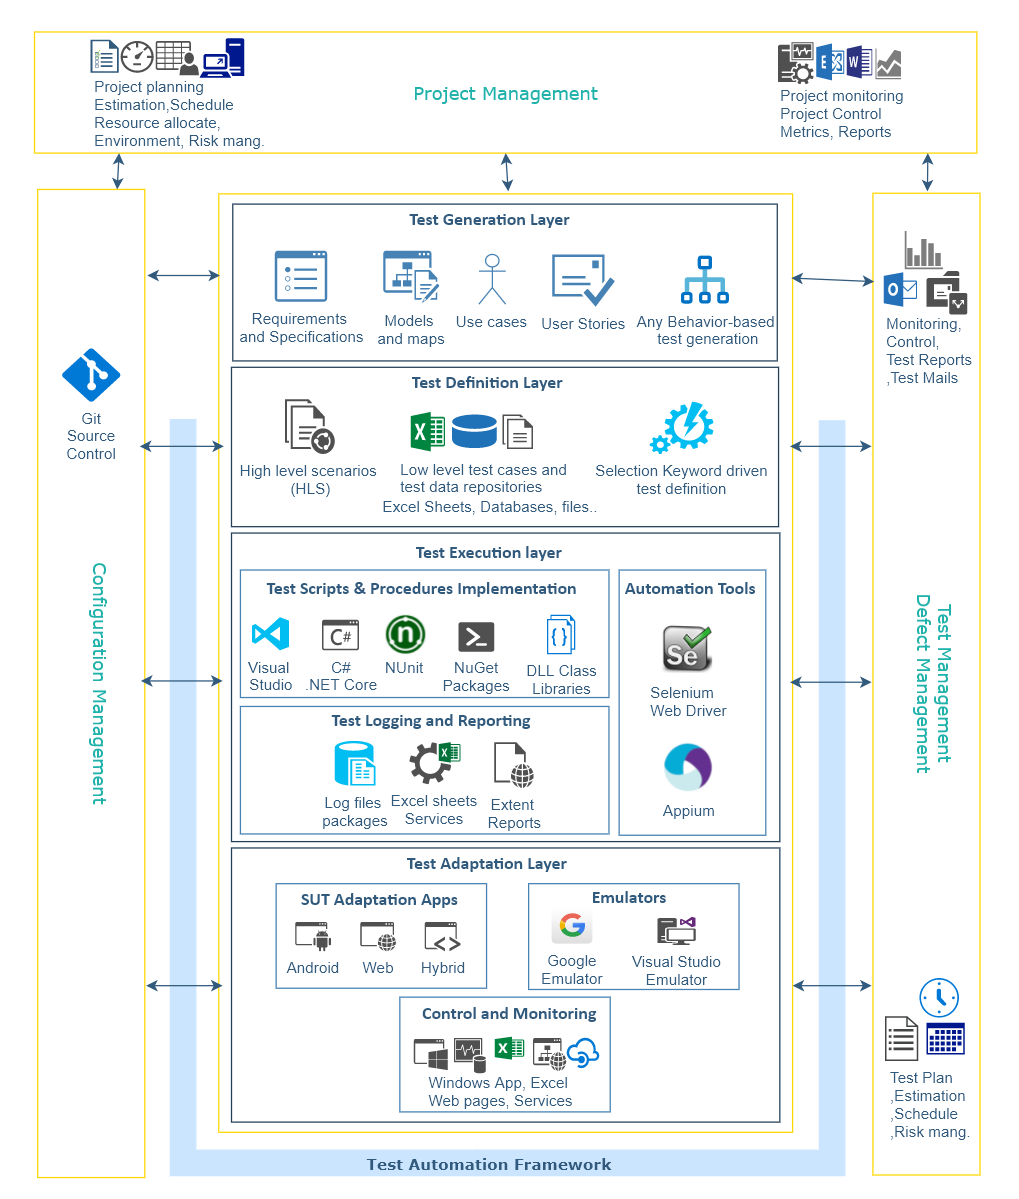 Project planning
Estimation,Schedule
Resource allocate,
Environment, Risk mang.
Project Management
Project monitoring
Project Control
Metrics, Reports
Git
Source
Control
Configuration Management
Test Generation Layer
Requirements
and Specifications
Models
and maps
Use cases
User Stories
Any Behavior-based
test generation
Test Definition Layer
High level scenarios
(HLS)
Low level test cases and
test data repositories
Excel Sheets, Databases, files..
Selection Keyword driven
test definition
Test Execution layer
Test Scripts & Procedures Implementation
Visual
Studio
C#
C#
.NET Core
n
NUnit
NuGet
Packages
DLL Class
Libraries
Automation Tools
Se
Selenium
Web Driver
Appium
Test Logging and Reporting
Log files
packages
Excel sheets
Services
Extent
Reports
Test Adaptation Layer
SUT Adaptation Apps
Android
Web
Hybrid
Emulators
G
Google
Emulator
Visual Studio
Emulator
Control and Monitoring
Windows App, Excel
Web pages, Services
Test Automation Framework
Monitoring,
Control,
Test Reports
,Test Mails
Test Management
Defect Management
Test Plan
,Estimation
,Schedule
,Risk mang.